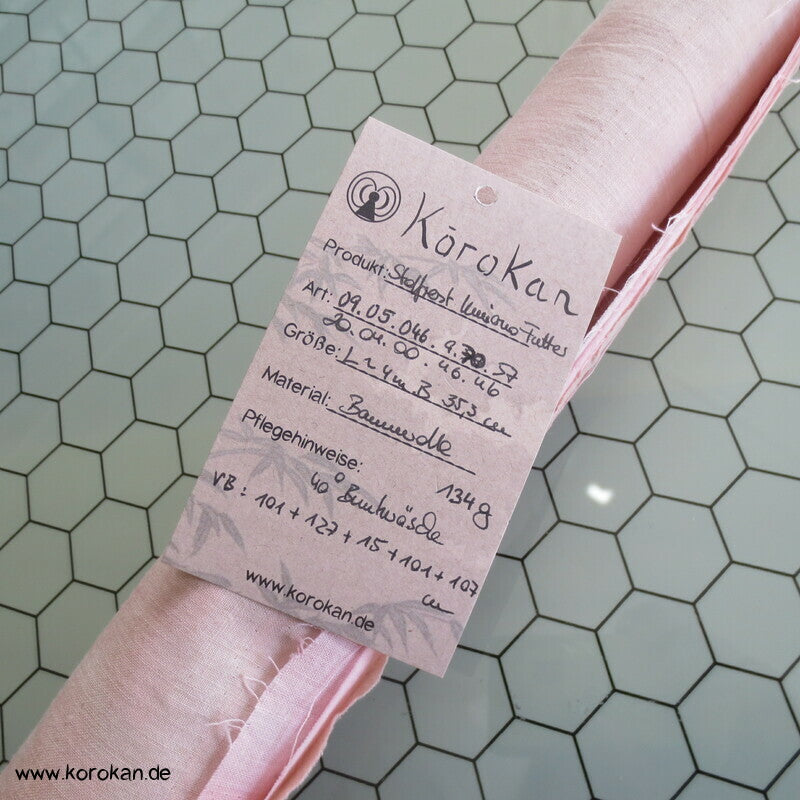 Kōrokan
Produkt: Stoffrest Kimono Futter
Art: 09.05.046.9.70.57
20.04.00.46.46
Größe: L ~ 4m B 35,3 cm
Material: Baumwolle
134g
Pflegehinweise:
40° Buntwäsche
VB: 101 + 127 + 15 + 101 + 107
cm
www.korokan.de
www.korokan.de